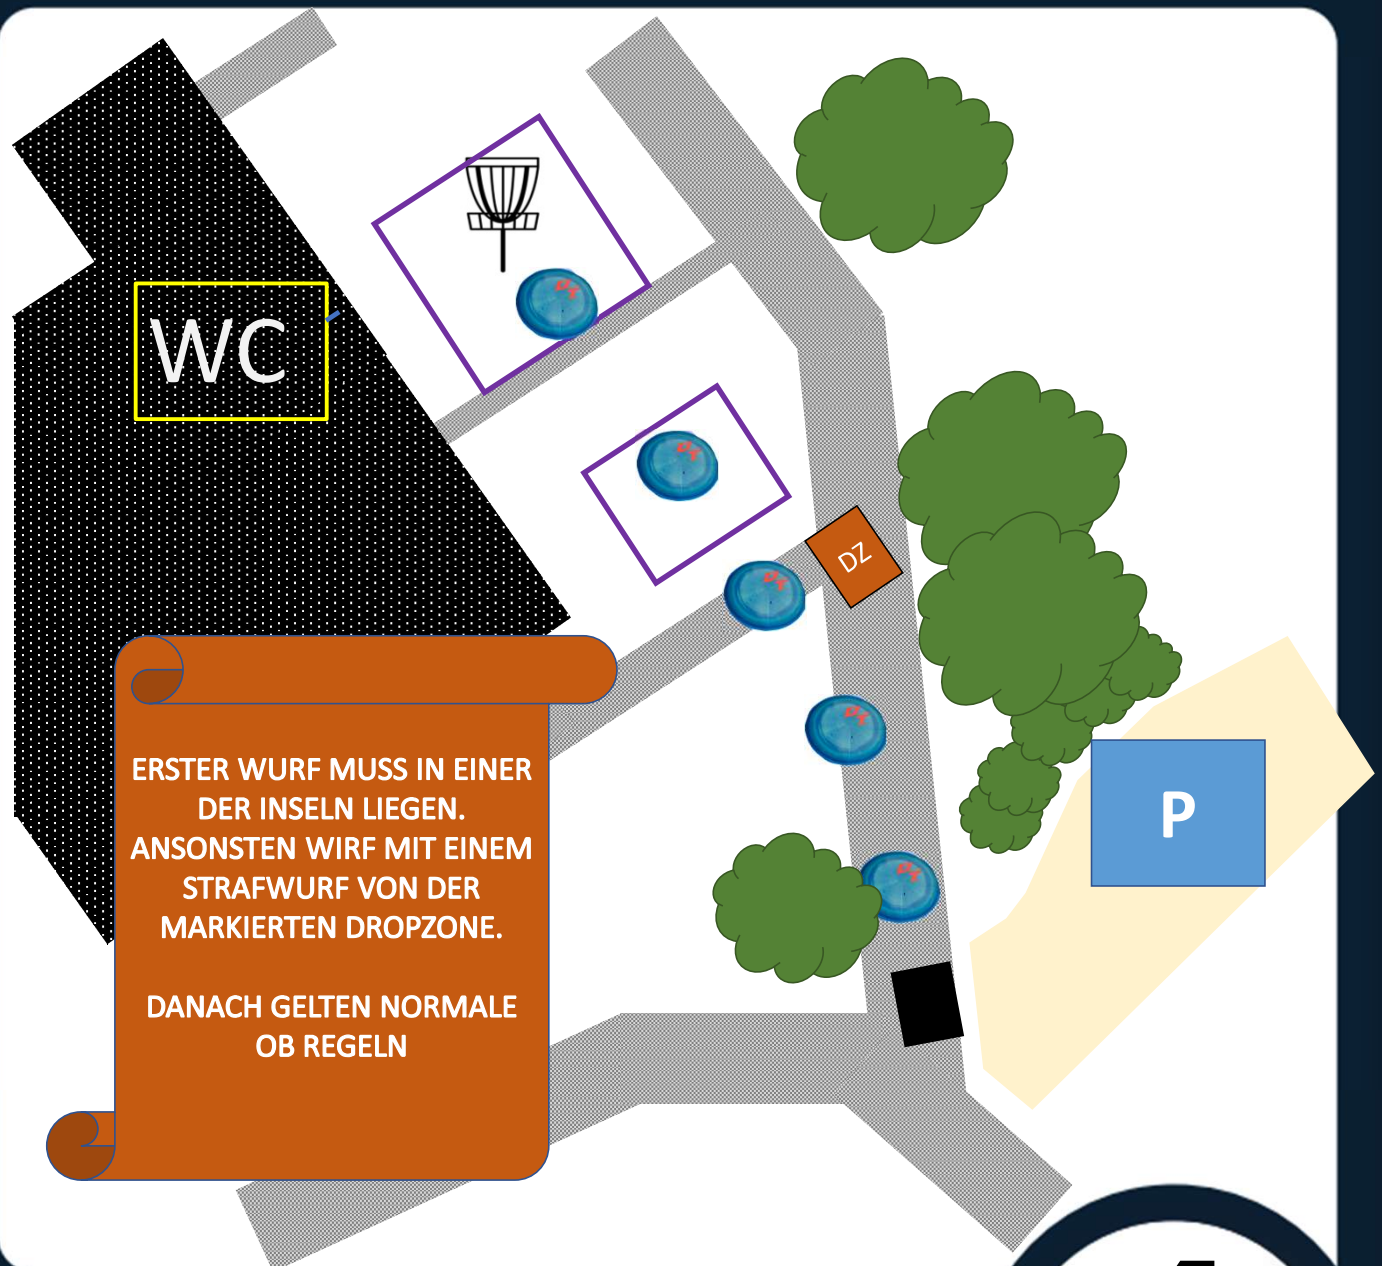 WC
DZ
P
ERSTER WURF MUSS IN EINER
DER INSELN LIEGEN.
ANSONSTEN WIRF MIT EINEM
STRAFWURF VON DER
MARKIERTEN DROPZONE.
DANACH GELTEN NORMALE
OB REGELN